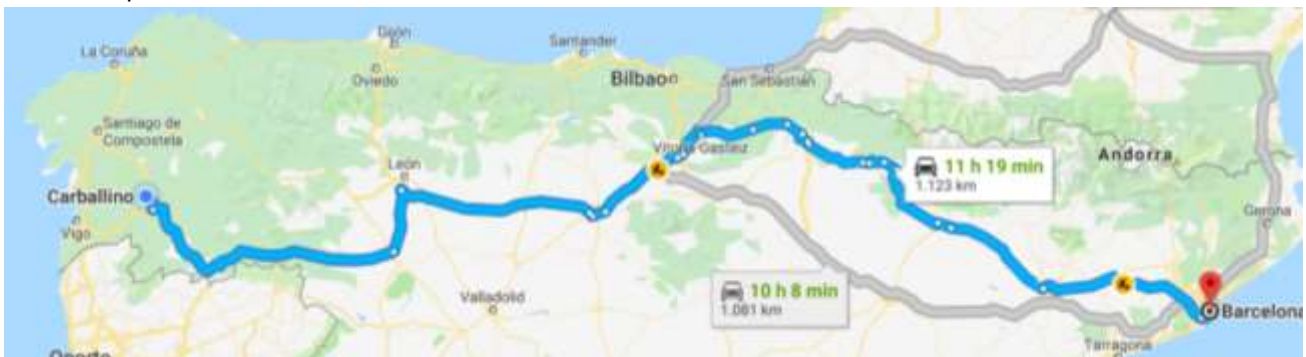 La Coruña
Gijón
Oviedo
Santander
Bilbao
San Sebastián
Santiago de
Compostela
León
Vitoria Gasteiz
Andorra
11 h 19 min
1.123 km
Carballino
Vigo
Gerona
Valladolid
10 h 8 min
1.081 km
Barcelona
Tarragona
Oporto